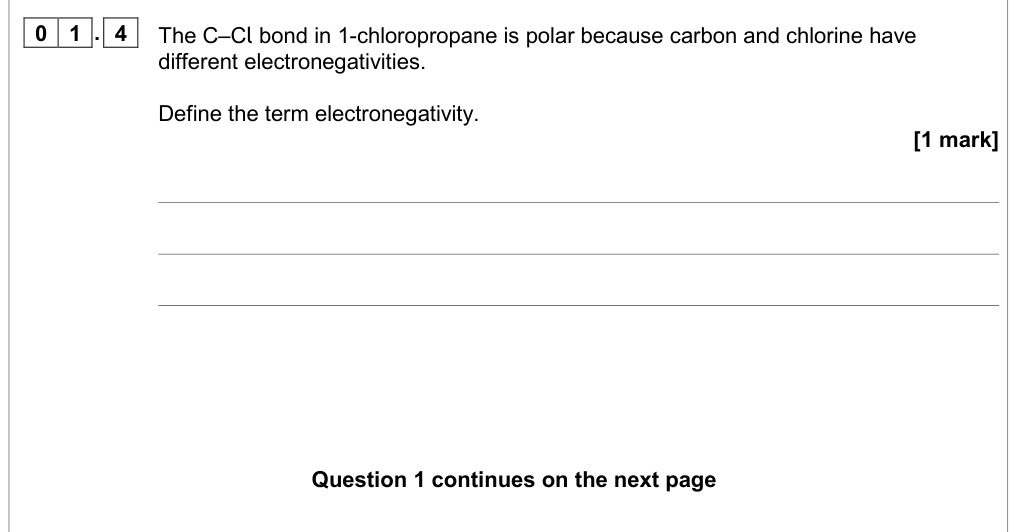 0 1 . 4 The C–Cl bond in 1-chloropropane is polar because carbon and chlorine have
different electronegativities.
Define the term electronegativity.
[1 mark]
Question 1 continues on the next page